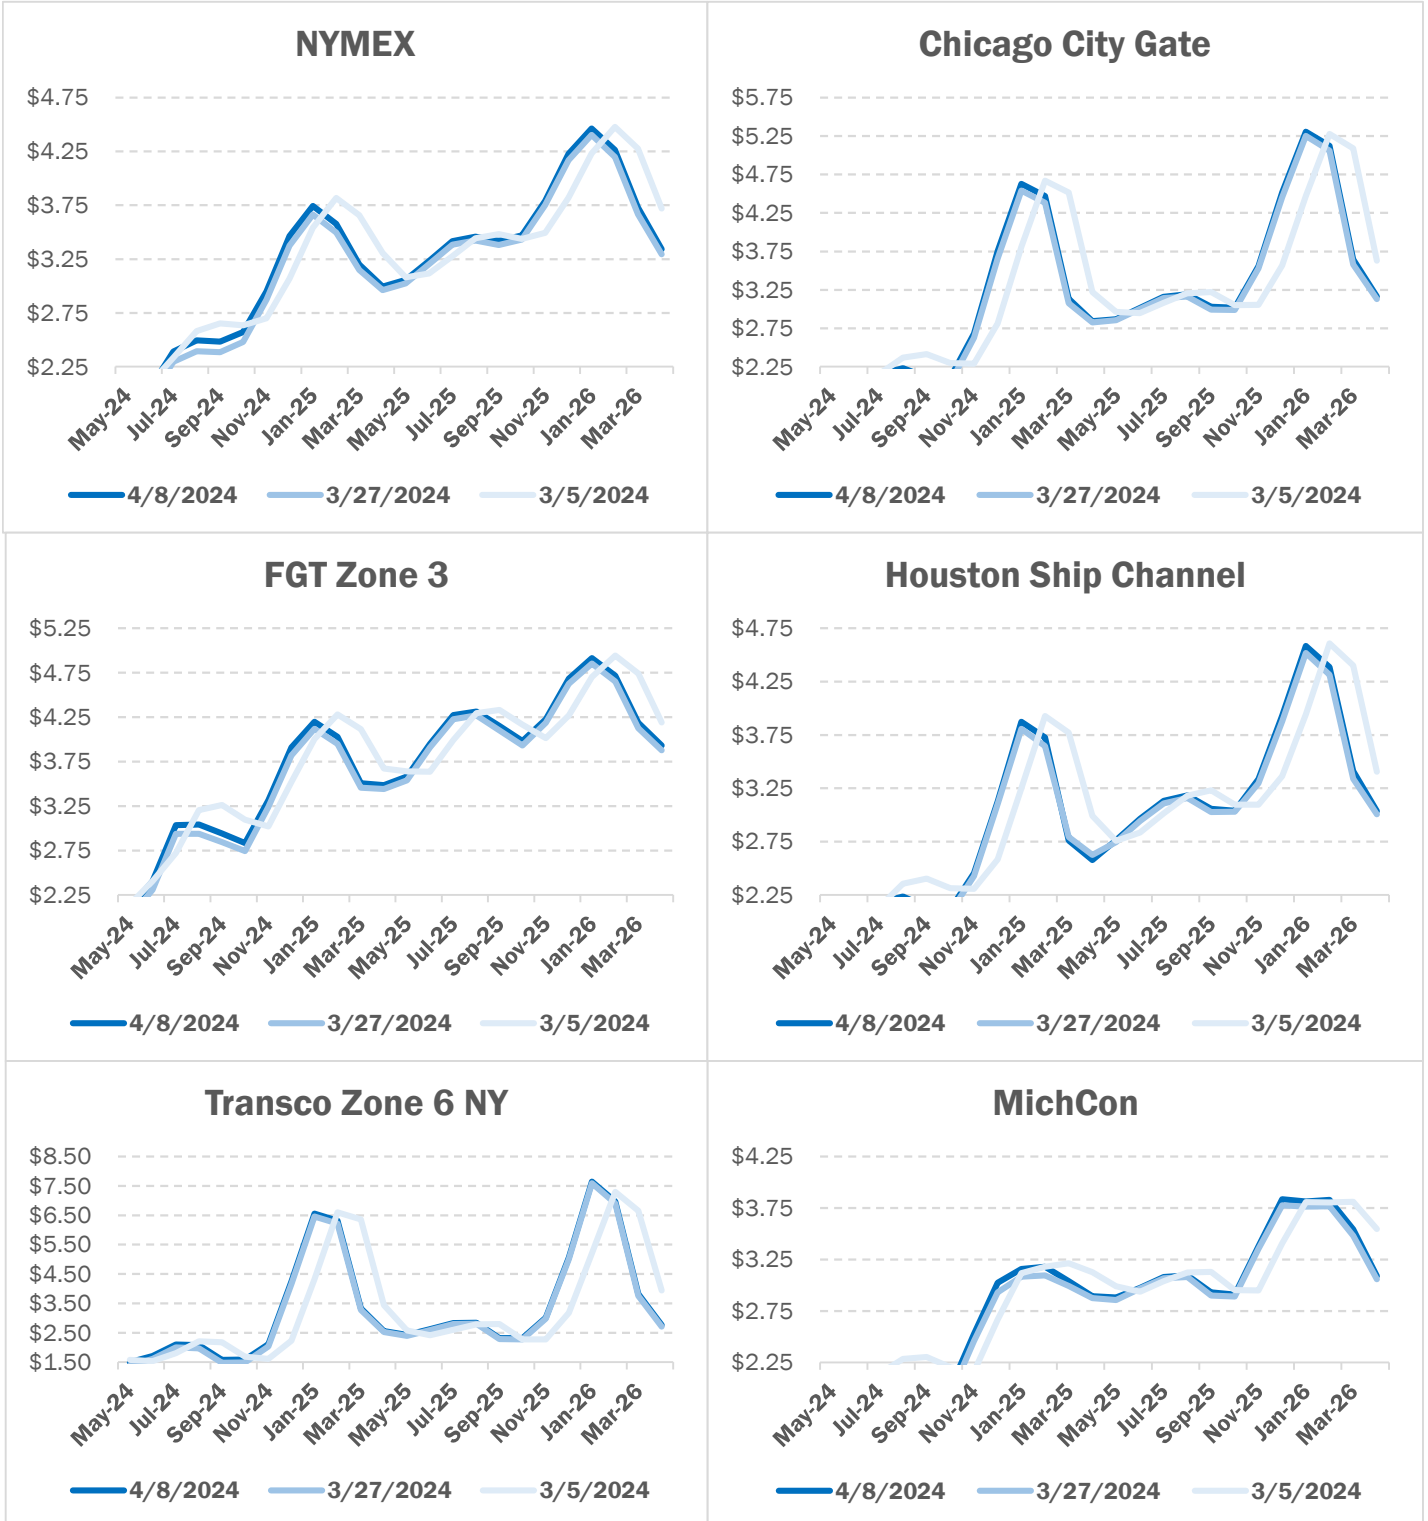 NYMEX
$4.75
$4.25
$3.75
$3.25
$2.75
$2.25
May-24
Jul-24
Sep-24
Nov-24
Jan-25
Mar-25
May-25
Jul-25
Sep-25
Nov-25
Jan-26
Mar-26
4/8/2024 3/27/2024 3/5/2024
Chicago City Gate
$5.75
$5.25
$4.75
$4.25
$3.75
$3.25
$2.75
$2.25
May-24
Jul-24
Sep-24
Nov-24
Jan-25
Mar-25
May-25
Jul-25
Sep-25
Nov-25
Jan-26
Mar-26
4/8/2024 3/27/2024 3/5/2024
FGT Zone 3
$5.25
$4.75
$4.25
$3.75
$3.25
$2.75
$2.25
May-24
Jul-24
Sep-24
Nov-24
Jan-25
Mar-25
May-25
Jul-25
Sep-25
Nov-25
Jan-26
Mar-26
4/8/2024 3/27/2024 3/5/2024
Houston Ship Channel
$4.75
$4.25
$3.75
$3.25
$2.75
$2.25
May-24
Jul-24
Sep-24
Nov-24
Jan-25
Mar-25
May-25
Jul-25
Sep-25
Nov-25
Jan-26
Mar-26
4/8/2024 3/27/2024 3/5/2024
Transco Zone 6 NY
$8.50
$7.50
$6.50
$5.50
$4.50
$3.50
$2.50
$1.50
May-24
Jul-24
Sep-24
Nov-24
Jan-25
Mar-25
May-25
Jul-25
Sep-25
Nov-25
Jan-26
Mar-26
4/8/2024 3/27/2024 3/5/2024
MichCon
$4.25
$3.75
$3.25
$2.75
$2.25
May-24
Jul-24
Sep-24
Nov-24
Jan-25
Mar-25
May-25
Jul-25
Sep-25
Nov-25
Jan-26
Mar-26
4/8/2024 3/27/2024 3/5/2024